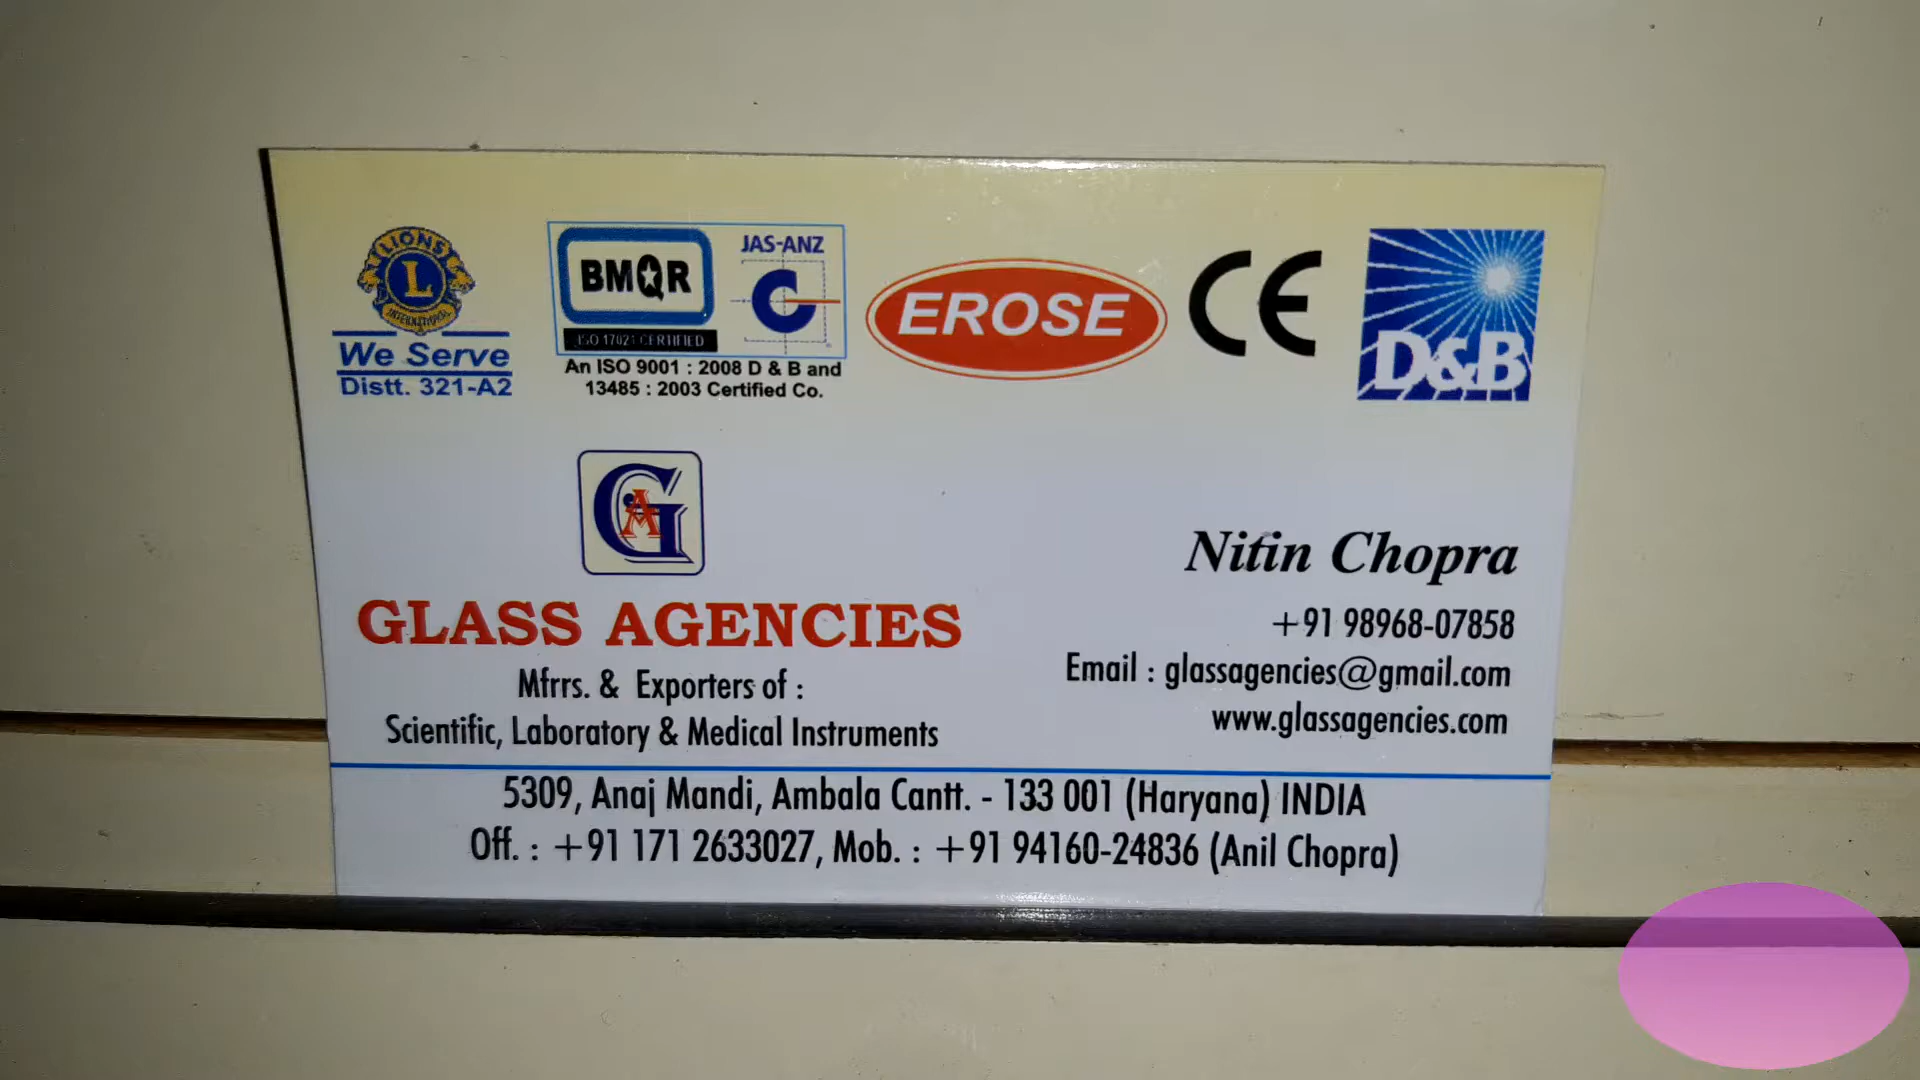 LIONS
L
INTERNATIONAL
We Serve
Distt. 321-A2
BMQR
ISO 17021 CERTIFIED
JAS-ANZ
C
An ISO 9001 : 2008 D & B and
13485 : 2003 Certified Co.
EROSE
CE
D&B
GA
GLASS AGENCIES
Mfrrs. & Exporters of :
Scientific, Laboratory & Medical Instruments
Nitin Chopra
+91 98968-07858
Email : glassagencies@gmail.com
www.glassagencies.com
5309, Anaj Mandi, Ambala Cantt. - 133 001 (Haryana) INDIA
Off. : +91 171 2633027, Mob. : +91 94160-24836 (Anil Chopra)